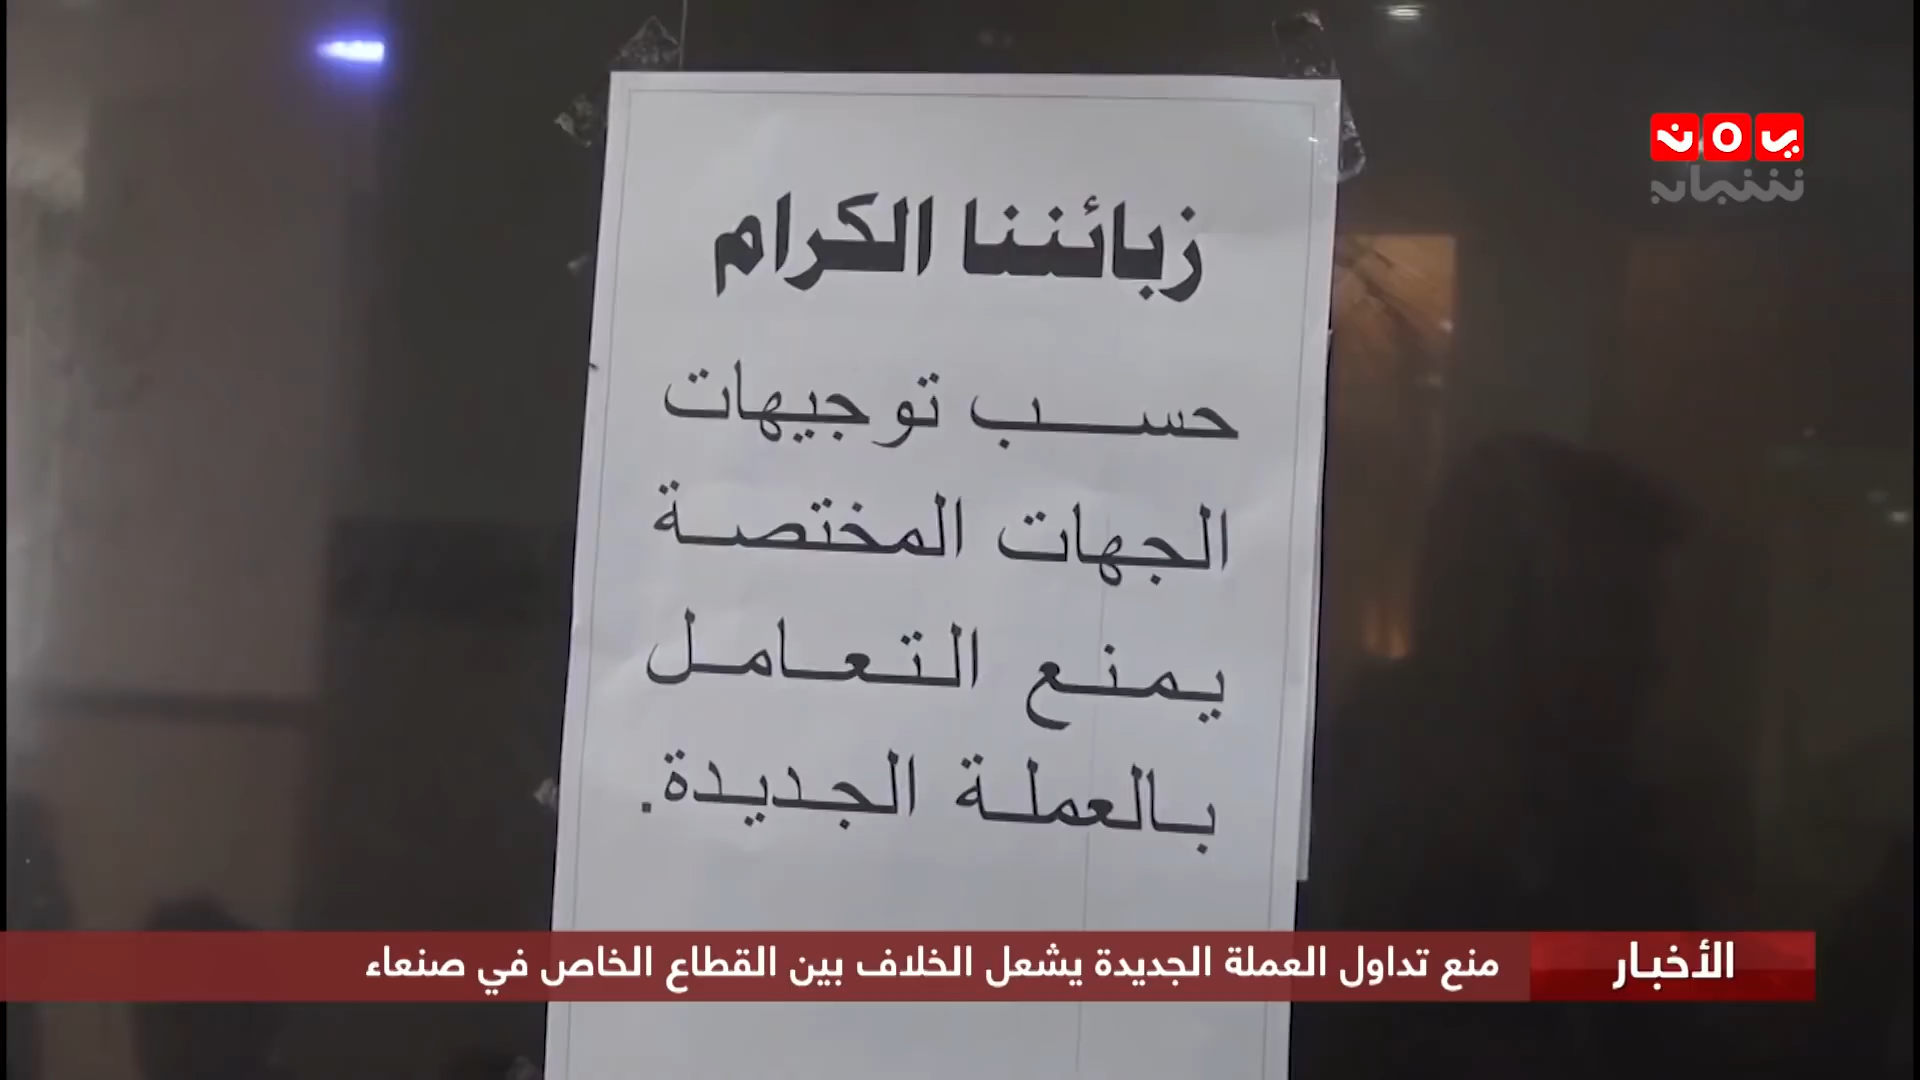 يمن
شباب
زبائننا الكرام
حسب توجيهات
الجهات المختصة
يمنع التعامل
بالعملة الجديدة.
الأخبار
منع تداول العملة الجديدة يشعل الخلاف بين القطاع الخاص في صنعاء